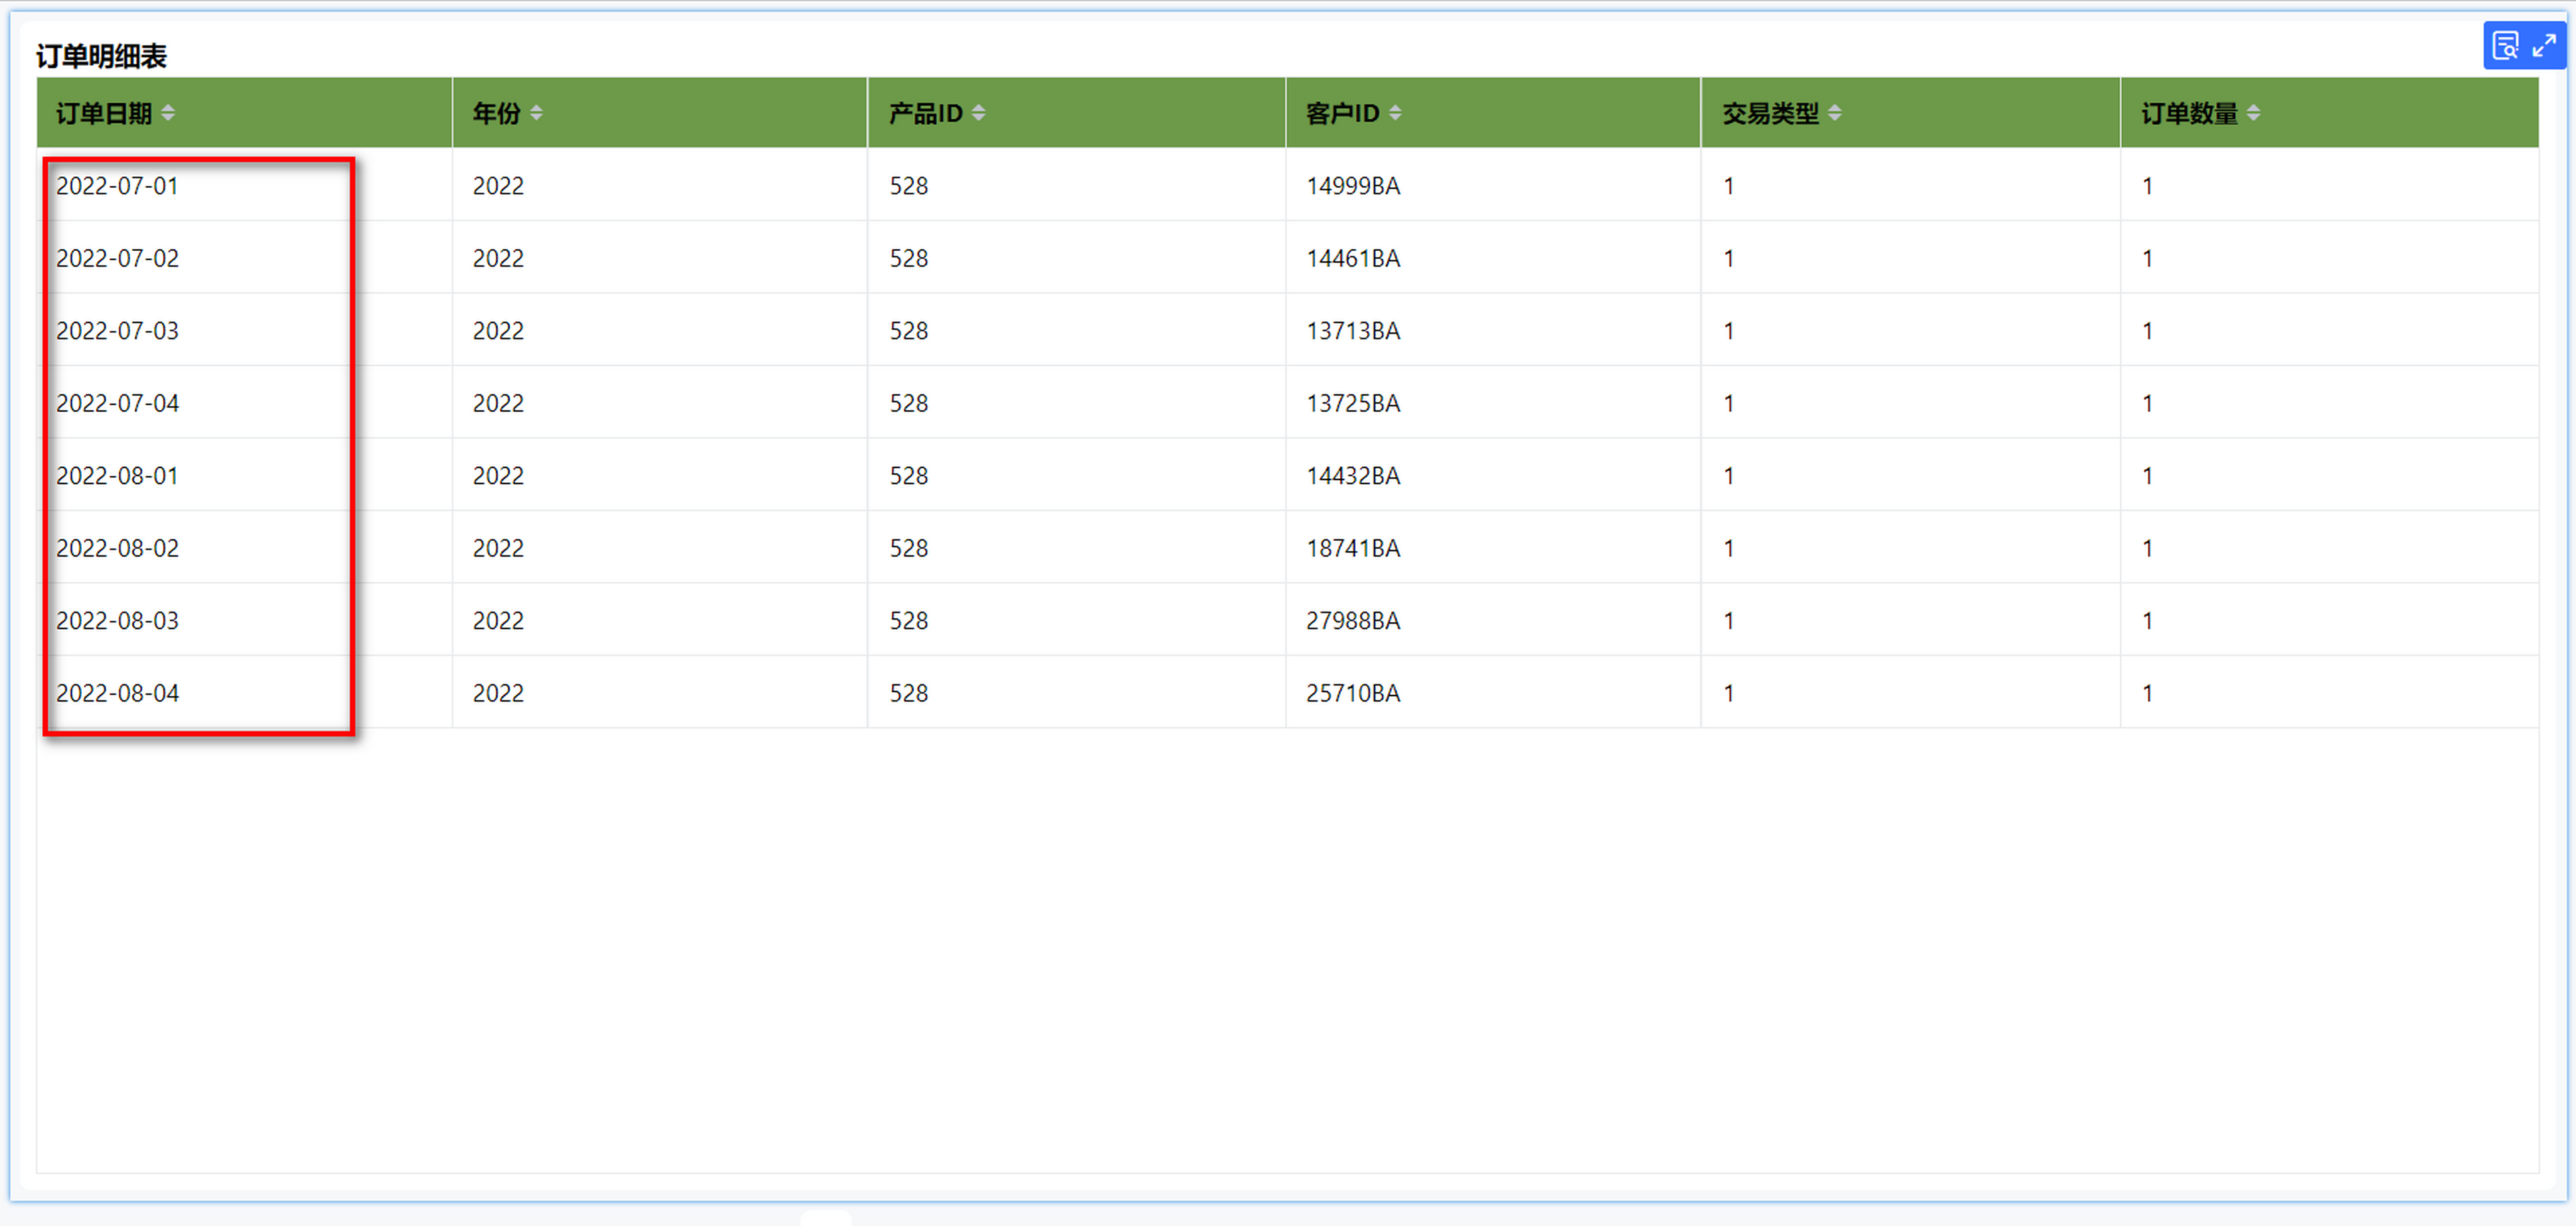 订单明细表
订单日期 年份 产品ID 客户ID 交易类型 订单数量
2022-07-01 2022 528 14999BA 1 1
2022-07-02 2022 528 14461BA 1 1
2022-07-03 2022 528 13713BA 1 1
2022-07-04 2022 528 13725BA 1 1
2022-08-01 2022 528 14432BA 1 1
2022-08-02 2022 528 18741BA 1 1
2022-08-03 2022 528 27988BA 1 1
2022-08-04 2022 528 25710BA 1 1